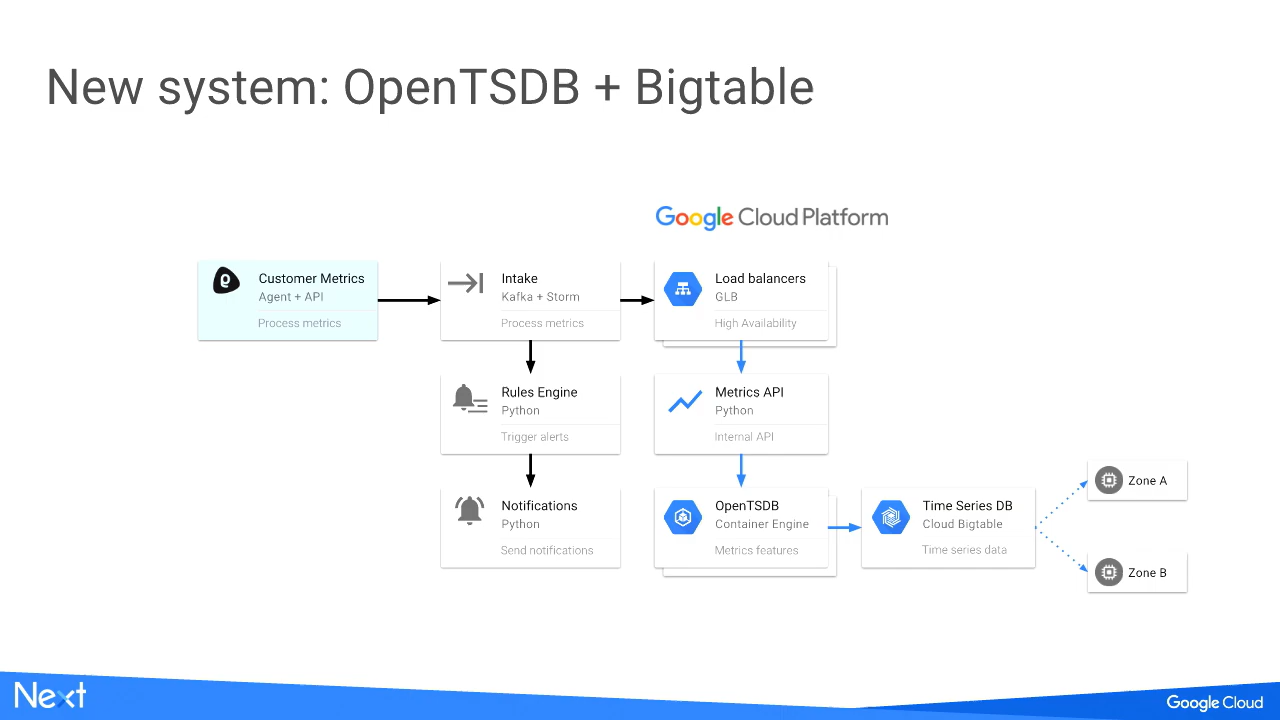 New system: OpenTSDB + Bigtable
Google Cloud Platform
Customer Metrics
Agent + API
Process metrics
Intake
Kafka + Storm
Process metrics
Load balancers
GLB
High Availability
Rules Engine
Python
Trigger alerts
Metrics API
Python
Internal API
Notifications
Python
Send notifications
OpenTSDB
Container Engine
Metrics features
Time Series DB
Cloud Bigtable
Time series data
Zone A
Zone B
Next
Google Cloud